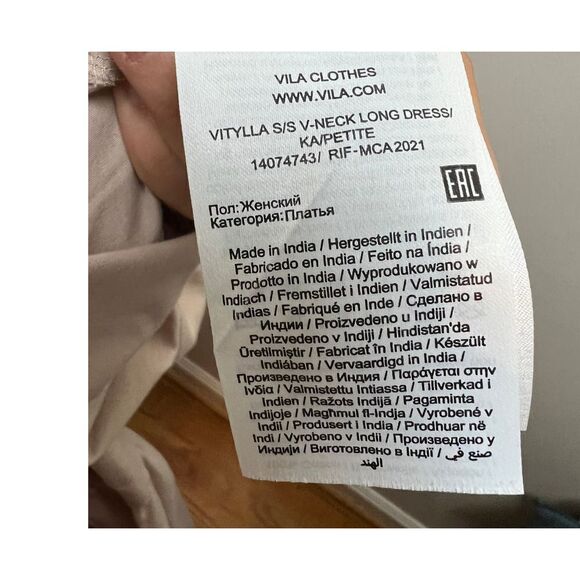 VILA CLOTHES
WWW.VILA.COM
VITYLLA S/S V-NECK LONG DRESS/
KA/PETITE
14074743/ RIF-MCA2021
EAC
Пол:Женский
Категория:Платья
Made in India / Hergestellt in Indien /
Fabricado en India / Feito na Índia /
Prodotto in India / Wyprodukowano w
Indiach / Fremstillet i Indien / Valmistatud
Indias / Fabriqué en Inde / Сделано в
Индии / Proizvedeno u Indiji /
Proizvedeno v Indiji / Hindistan'da
Üretilmiştir / Fabricat în India / Készült
Indiában / Vervaardigd in India /
Произведено в Индия / Παράγεται στην
Ινδία / Valmistettu Intiassa / Tillverkad i
Indien / Ražots Indijā / Pagaminta
Indijoje / Magħmul fl-Indja / Vyrobené v
Indii / Produsert i India / Prodhuar në
Indi / Vyrobeno v Indii / Произведено у
Индији / Виготовлено в Індії / صنع في
الهند